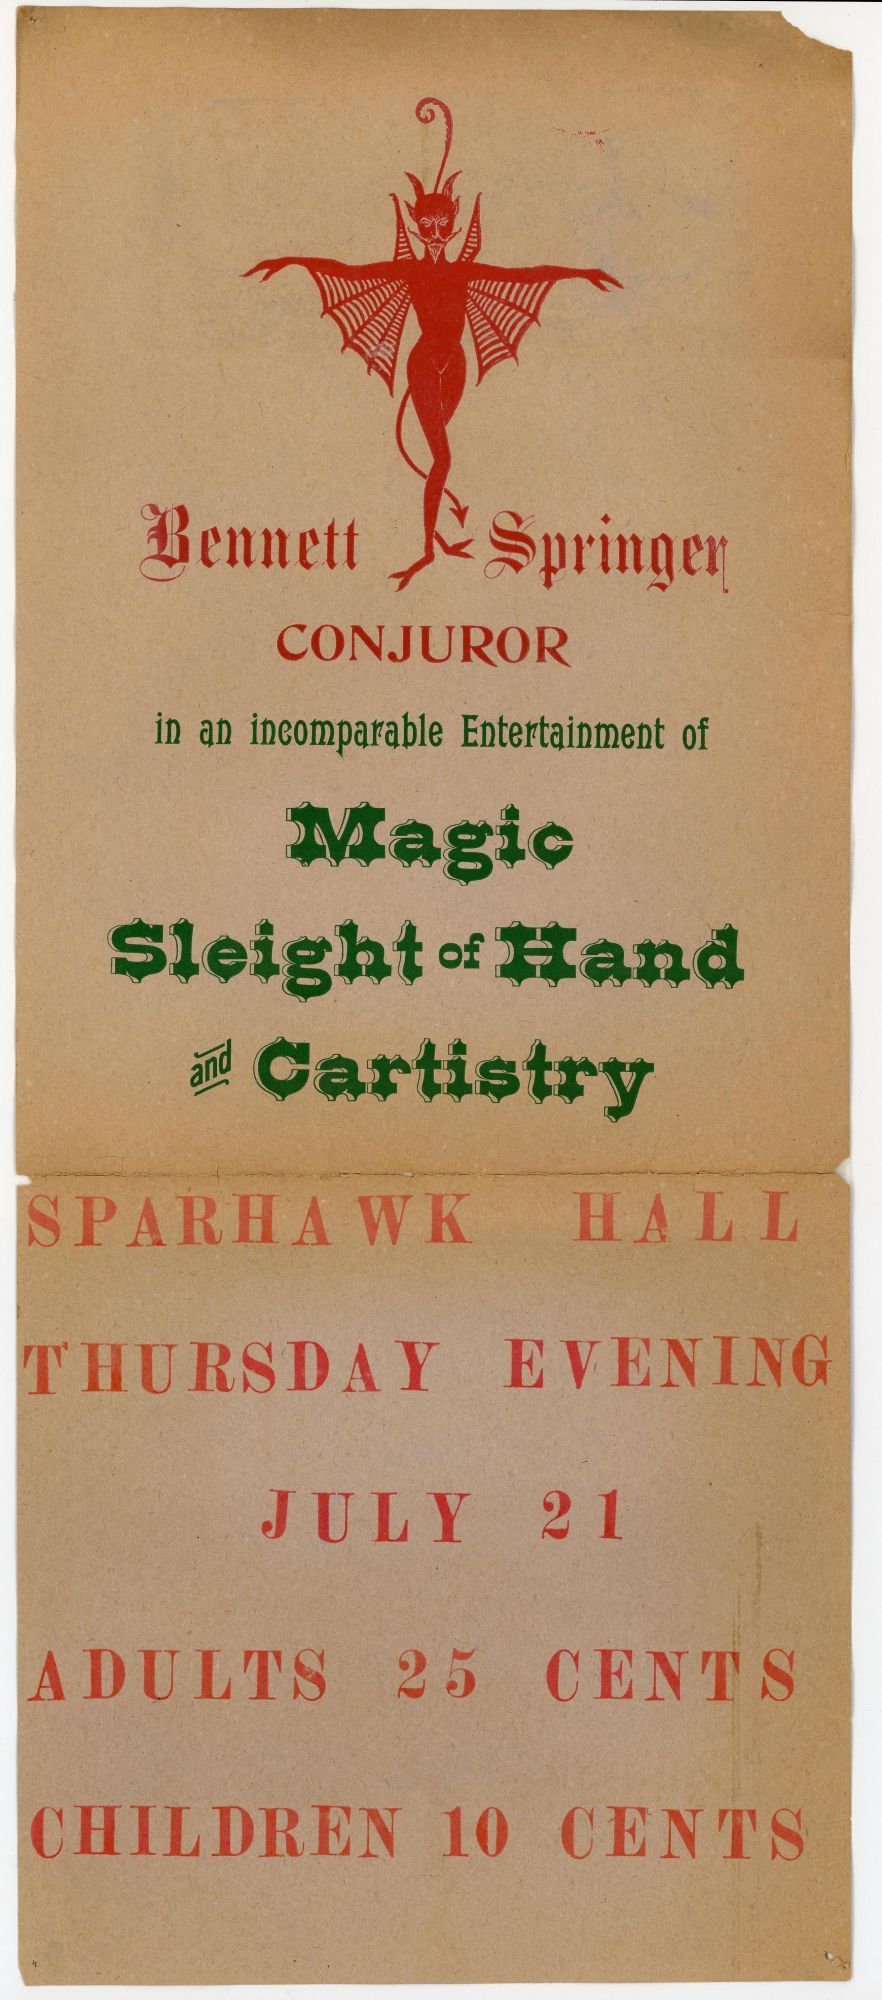 Bennett Springer
CONJUROR
in an incomparable Entertainment of
Magic
Sleight of Hand
and Cartistry
SPARHAWK HALL
THURSDAY EVENING
JULY 21
ADULTS 25 CENTS
CHILDREN 10 CENTS